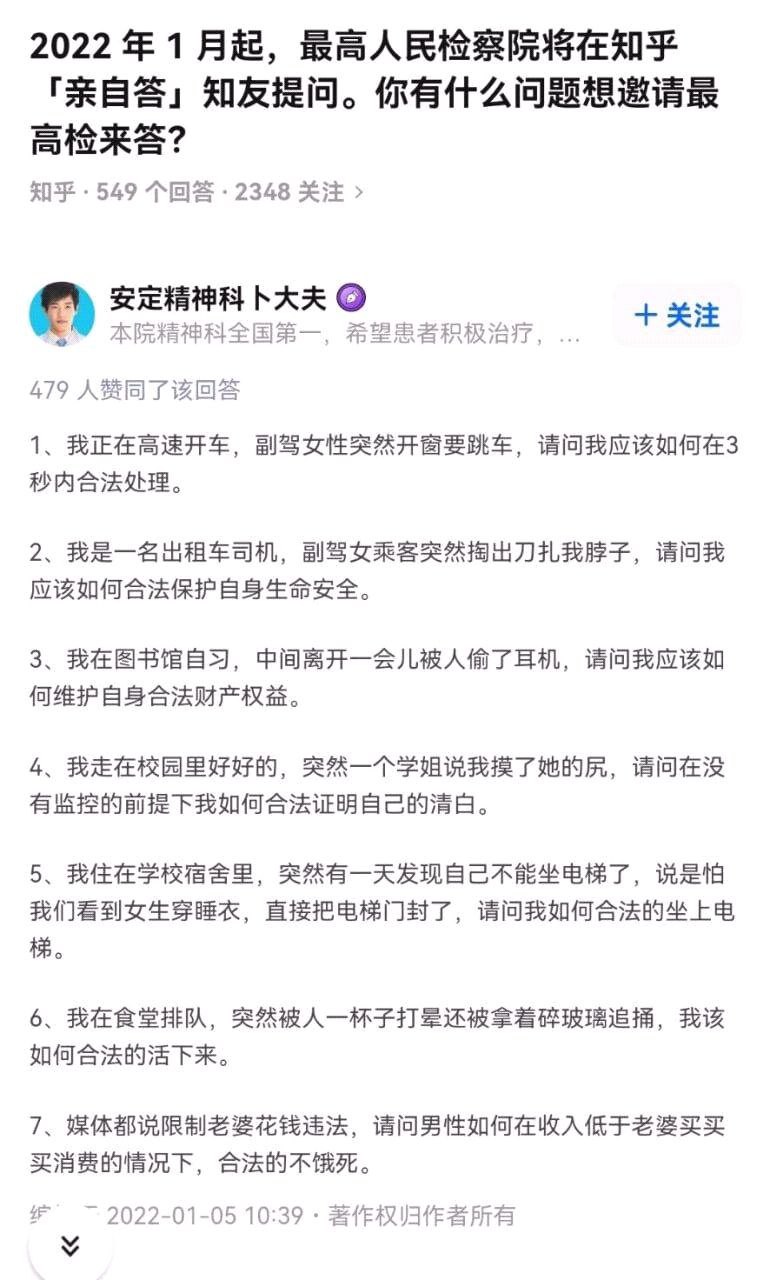 2022 年 1 月起，最高人民检察院将在知乎
「亲自答」知友提问。你有什么问题想邀请最
高检来答？
知乎 · 549 个回答 · 2348 关注 >
安定精神科卜大夫
+ 关注
本院精神科全国第一，希望患者积极治疗，...
479 人赞同了该回答
1、我正在高速开车，副驾女性突然开窗要跳车，请问我应该如何在3
秒内合法处理。
2、我是一名出租车司机，副驾女乘客突然掏出刀扎我脖子，请问我
应该如何合法保护自身生命安全。
3、我在图书馆自习，中间离开一会儿被人偷了耳机，请问我应该如
何维护自身合法财产权益。
4、我走在校园里好好的，突然一个学姐说我摸了她的尻，请问在没
有监控的前提下我如何合法证明自己的清白。
5、我住在学校宿舍里，突然有一天发现自己不能坐电梯了，说是怕
我们看到女生穿睡衣，直接把电梯门封了，请问我如何合法的坐上电
梯。
6、我在食堂排队，突然被人一杯子打晕还被拿着碎玻璃追捅，我该
如何合法的活下来。
7、媒体都说限制老婆花钱违法，请问男性如何在收入低于老婆买买
买消费的情况下，合法的不饿死。
2022-01-05 10:39 · 著作权归作者所有